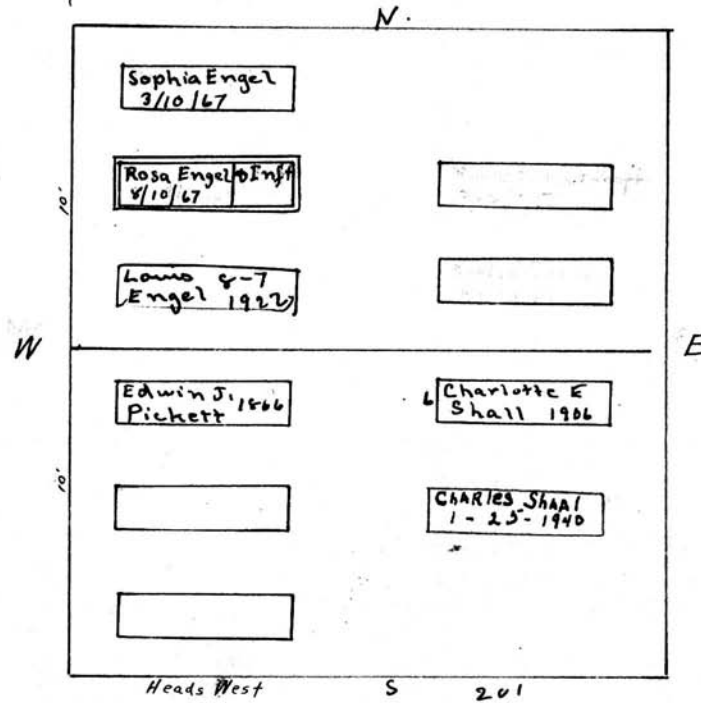 N.
Sophia Engel
3/10/67
Rosa Engel & Inft
8/10/67
10'
Louis 8-7
Engel 1922
W
E
Edwin J. 1866
Pickett
6 Charlotte E
Shall 1906
10'
CHARLES SHAAl
1 - 25 - 1940
Heads West S 201